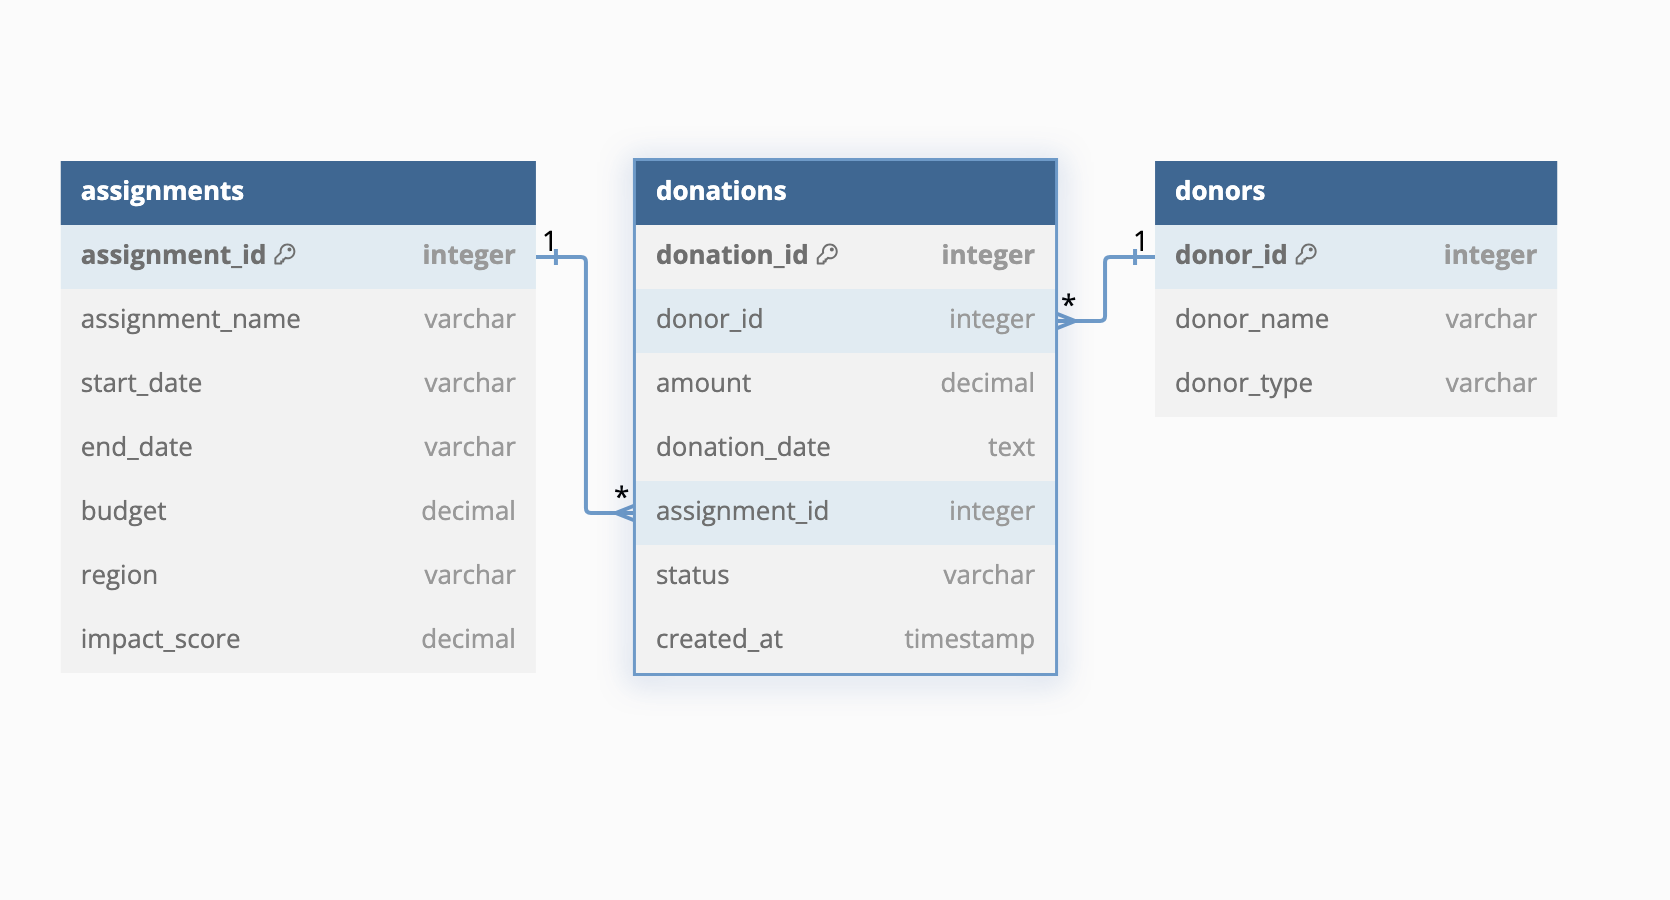 assignments
assignment_id integer
assignment_name varchar
start_date varchar
end_date varchar
budget decimal
region varchar
impact_score decimal
1
*
donations
donation_id integer
donor_id integer
amount decimal
donation_date text
assignment_id integer
status varchar
created_at timestamp
*
1
donors
donor_id integer
donor_name varchar
donor_type varchar